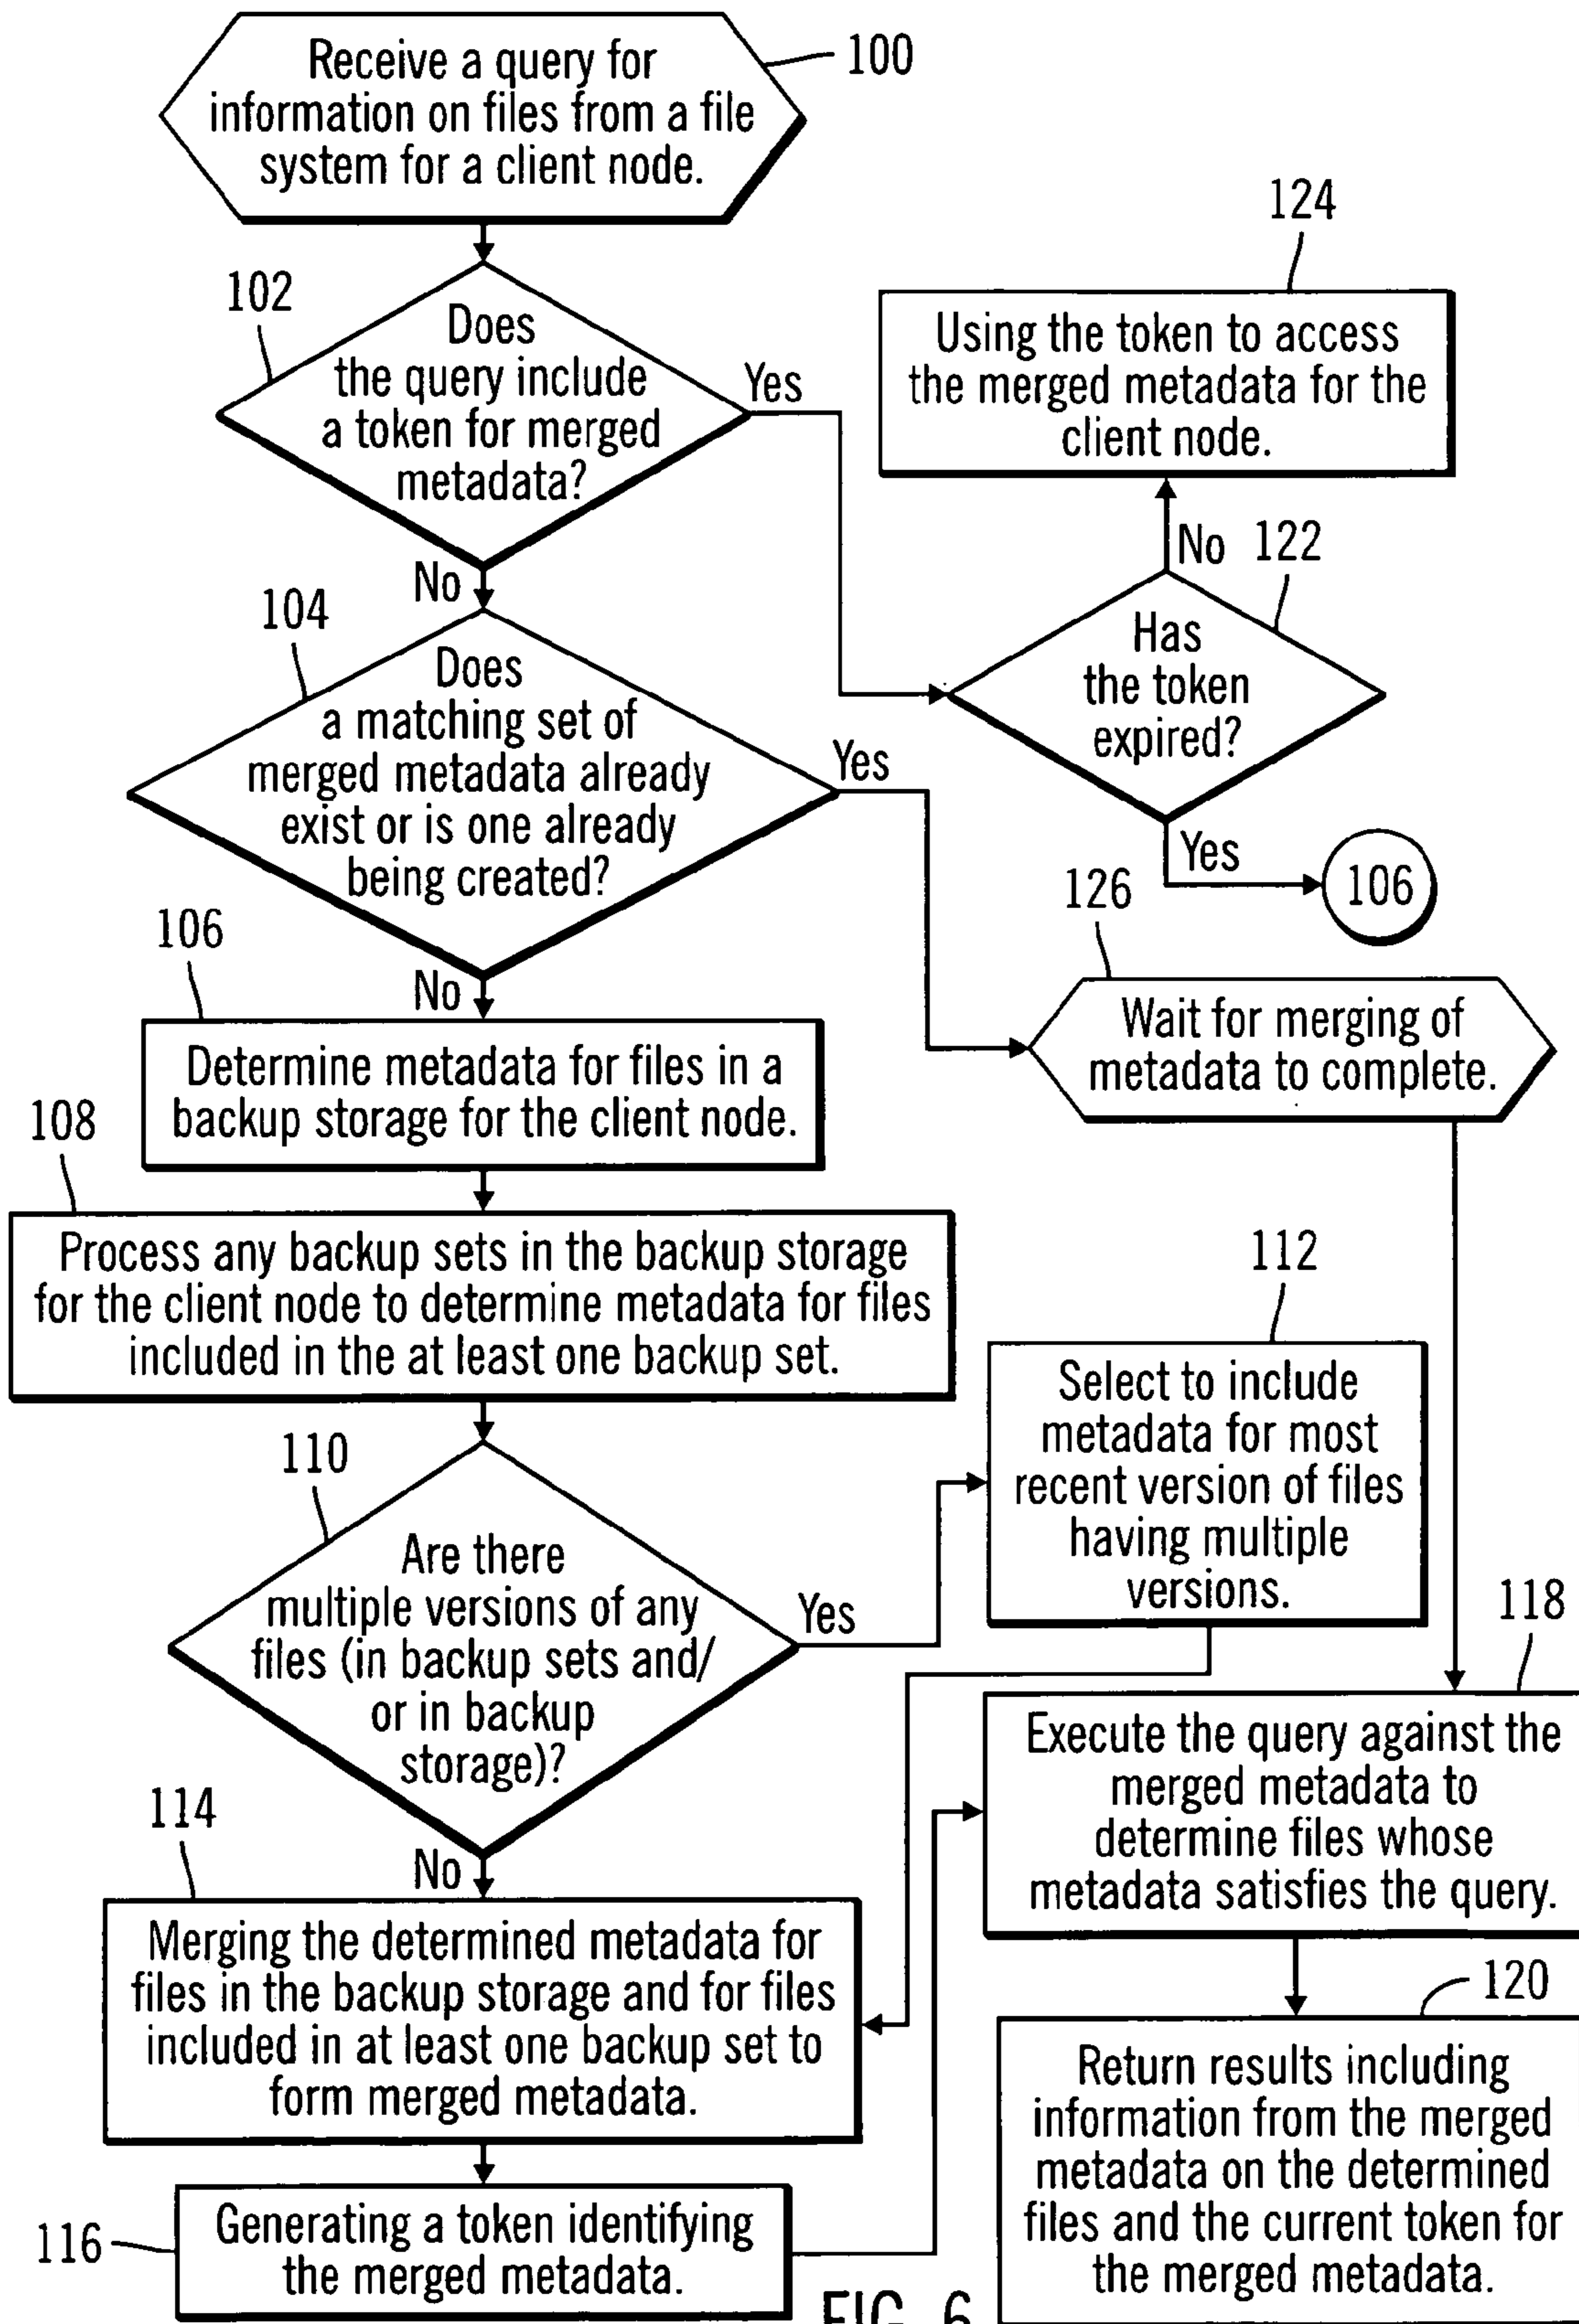 Receive a query for
information on files from a file
system for a client node.
100
102
Does
the query include
a token for merged
metadata?
Yes
No
124
Using the token to access
the merged metadata for the
client node.
No
122
Has
the token
expired?
Yes
106
104
Does
a matching set of
merged metadata already
exist or is one already
being created?
Yes
No
126
Wait for merging of
metadata to complete.
106
Determine metadata for files in a
backup storage for the client node.
108
Process any backup sets in the backup storage
for the client node to determine metadata for files
included in the at least one backup set.
110
Are there
multiple versions of any
files (in backup sets and/
or in backup
storage)?
Yes
No
112
Select to include
metadata for most
recent version of files
having multiple
versions.
114
Merging the determined metadata for
files in the backup storage and for files
included in at least one backup set to
form merged metadata.
116
Generating a token identifying
the merged metadata.
118
Execute the query against the
merged metadata to
determine files whose
metadata satisfies the query.
120
Return results including
information from the merged
metadata on the determined
files and the current token for
the merged metadata.
FIG. 6